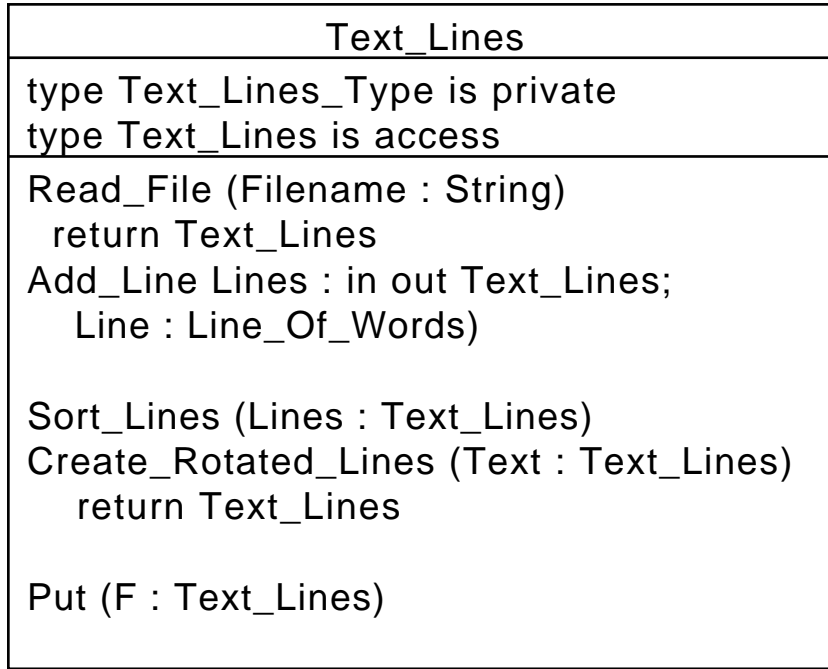 Text_Lines
type Text_Lines_Type is private
type Text_Lines is access
Read_File (Filename : String)
return Text_Lines
Add_Line Lines : in out Text_Lines;
Line : Line_Of_Words)
Sort_Lines (Lines : Text_Lines)
Create_Rotated_Lines (Text : Text_Lines)
return Text_Lines
Put (F : Text_Lines)